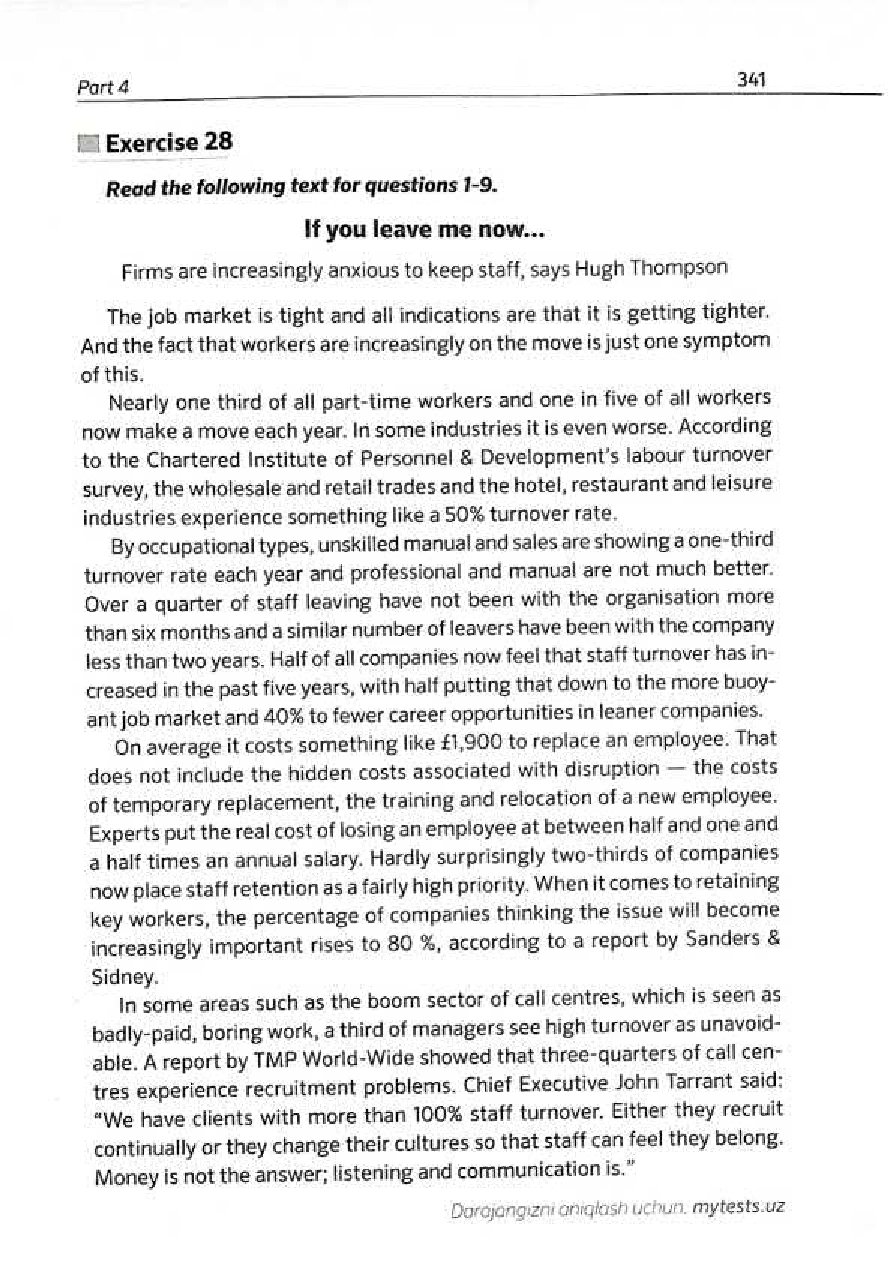 Part 4
341
Exercise 28
Read the following text for questions 1-9.
If you leave me now...
Firms are increasingly anxious to keep staff, says Hugh Thompson
The job market is tight and all indications are that it is getting tighter.
And the fact that workers are increasingly on the move is just one symptom
of this.
Nearly one third of all part-time workers and one in five of all workers
now make a move each year. In some industries it is even worse. According
to the Chartered Institute of Personnel & Development's labour turnover
survey, the wholesale and retail trades and the hotel, restaurant and leisure
industries experience something like a 50% turnover rate.
By occupational types, unskilled manual and sales are showing a one-third
turnover rate each year and professional and manual are not much better.
Over a quarter of staff leaving have not been with the organisation more
than six months and a similar number of leavers have been with the company
less than two years. Half of all companies now feel that staff turnover has in-
creased in the past five years, with half putting that down to the more buoy-
ant job market and 40% to fewer career opportunities in leaner companies.
On average it costs something like £1,900 to replace an employee. That
does not include the hidden costs associated with disruption — the costs
of temporary replacement, the training and relocation of a new employee.
Experts put the real cost of losing an employee at between half and one and
a half times an annual salary. Hardly surprisingly two-thirds of companies
now place staff retention as a fairly high priority. When it comes to retaining
key workers, the percentage of companies thinking the issue will become
increasingly important rises to 80 %, according to a report by Sanders &
Sidney.
In some areas such as the boom sector of call centres, which is seen as
badly-paid, boring work, a third of managers see high turnover as unavoid-
able. A report by TMP World-Wide showed that three-quarters of call cen-
tres experience recruitment problems. Chief Executive John Tarrant said:
"We have clients with more than 100% staff turnover. Either they recruit
continually or they change their cultures so that staff can feel they belong.
Money is not the answer; listening and communication is."
Darajangizni aniqlash uchun. mytests.uz